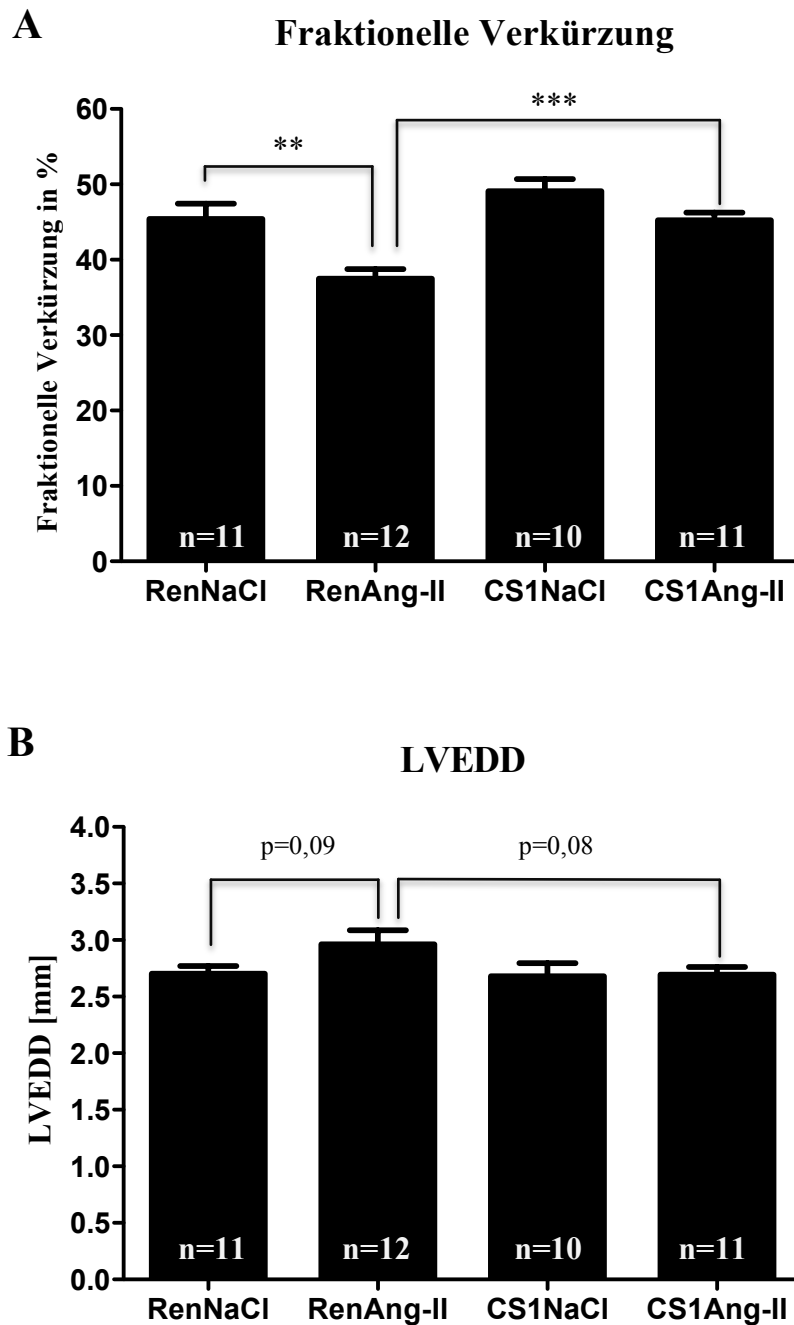 A
Fraktionelle Verkürzung
Fraktionelle Verkürzung in %
60
50
40
30
20
10
0
**
***
n=11
n=12
n=10
n=11
RenNaCl
RenAng-II
CS1NaCl
CS1Ang-II
B
LVEDD
LVEDD [mm]
4.0
3.5
3.0
2.5
2.0
1.5
1.0
0.5
0.0
p=0,09
p=0,08
n=11
n=12
n=10
n=11
RenNaCl
RenAng-II
CS1NaCl
CS1Ang-II